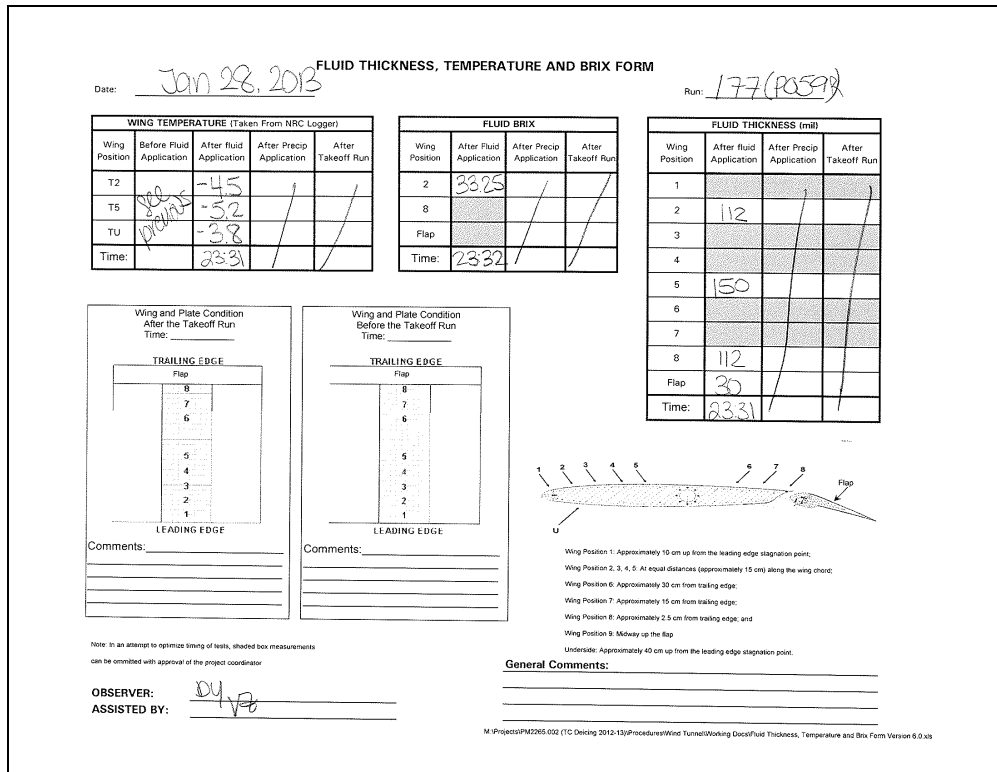 FLUID THICKNESS, TEMPERATURE AND BRIX FORM
Date: Jan 28, 2013
Run: 177 (P059R)
WING TEMPERATURE (Taken From NRC Logger)
Wing Position Before Fluid Application After fluid Application After Precip Application After Takeoff Run
T2 see previous -4.5
T5 -5.2
TU -3.8
Time: 23:31
FLUID BRIX
Wing Position After Fluid Application After Precip Application After Takeoff Run
2 33.25
8
Flap
Time: 23:32
FLUID THICKNESS (mil)
Wing Position After fluid Application After Precip Application After Takeoff Run
1
2 112
3
4
5 150
6
7
8 112
Flap 30
Time: 23:31
Wing and Plate Condition
After the Takeoff Run
Time:
TRAILING EDGE
Flap
8
7
6
5
4
3
2
1
LEADING EDGE
Comments:
Wing and Plate Condition
Before the Takeoff Run
Time:
TRAILING EDGE
Flap
8
7
6
5
4
3
2
1
LEADING EDGE
Comments:
1 2 3 4 5 6 7 8
Flap
U
Wing Position 1: Approximately 10 cm up from the leading edge stagnation point;
Wing Position 2, 3, 4, 5: At equal distances (approximately 15 cm) along the wing chord;
Wing Position 6: Approximately 30 cm from trailing edge;
Wing Position 7: Approximately 15 cm from trailing edge;
Wing Position 8: Approximately 2.5 cm from trailing edge; and
Wing Position 9: Midway up the flap
Underside: Approximately 40 cm up from the leading edge stagnation point.
Note: In an attempt to optimize timing of tests, shaded box measurements
can be ommitted with approval of the project coordinator
General Comments:
OBSERVER: DY
ASSISTED BY: VZ
M:\Projects\PM2265.002 (TC Deicing 2012-13)\Procedures\Wind Tunnel\Working Docs\Fluid Thickness, Temperature and Brix Form Version 6.0.xls